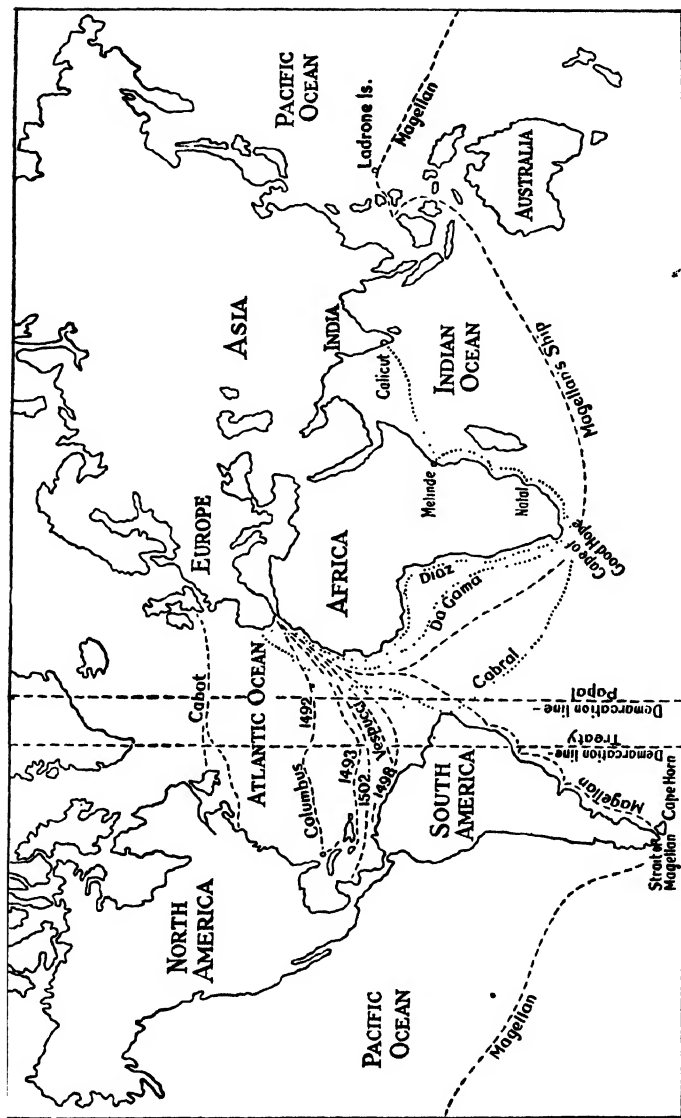 PACIFIC
OCEAN
NORTH
AMERICA
Cabot
ATLANTIC OCEAN
Columbus
1492
1493
1502
Vespucci
1498
SOUTH
AMERICA
Magellan
Strait of
Magellan
Cape Horn
Magellan
Treaty
Demarcation line
Papal
Demarcation line -
Cabral
EUROPE
AFRICA
Diaz
Da Gama
Cape of
Good Hope
Natal
Melinde
ASIA
INDIA
Calicut
INDIAN
OCEAN
Magellan's Ship
PACIFIC
OCEAN
Ladrone Is.
Magellan
AUSTRALIA